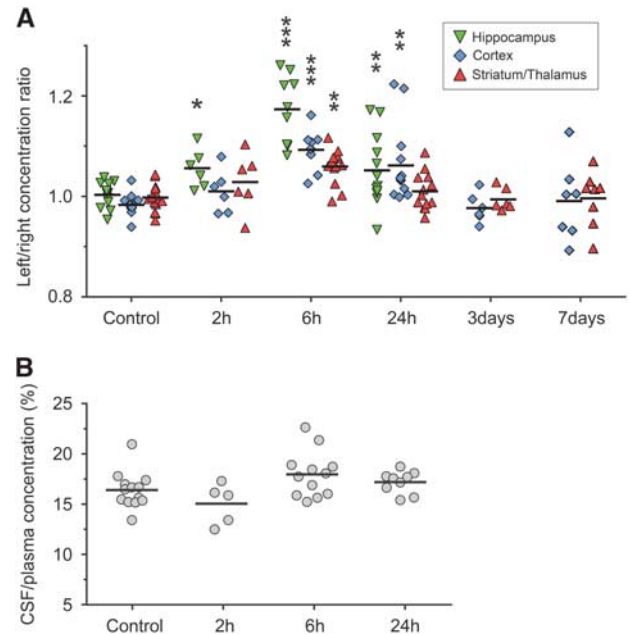 A
Hippocampus
Cortex
Striatum/Thalamus
***
***
**
**
**
*
Left/right concentration ratio
1.2
1.0
0.8
Control 2h 6h 24h 3days 7days
B
CSF/plasma concentration (%)
25
20
15
10
5
Control 2h 6h 24h